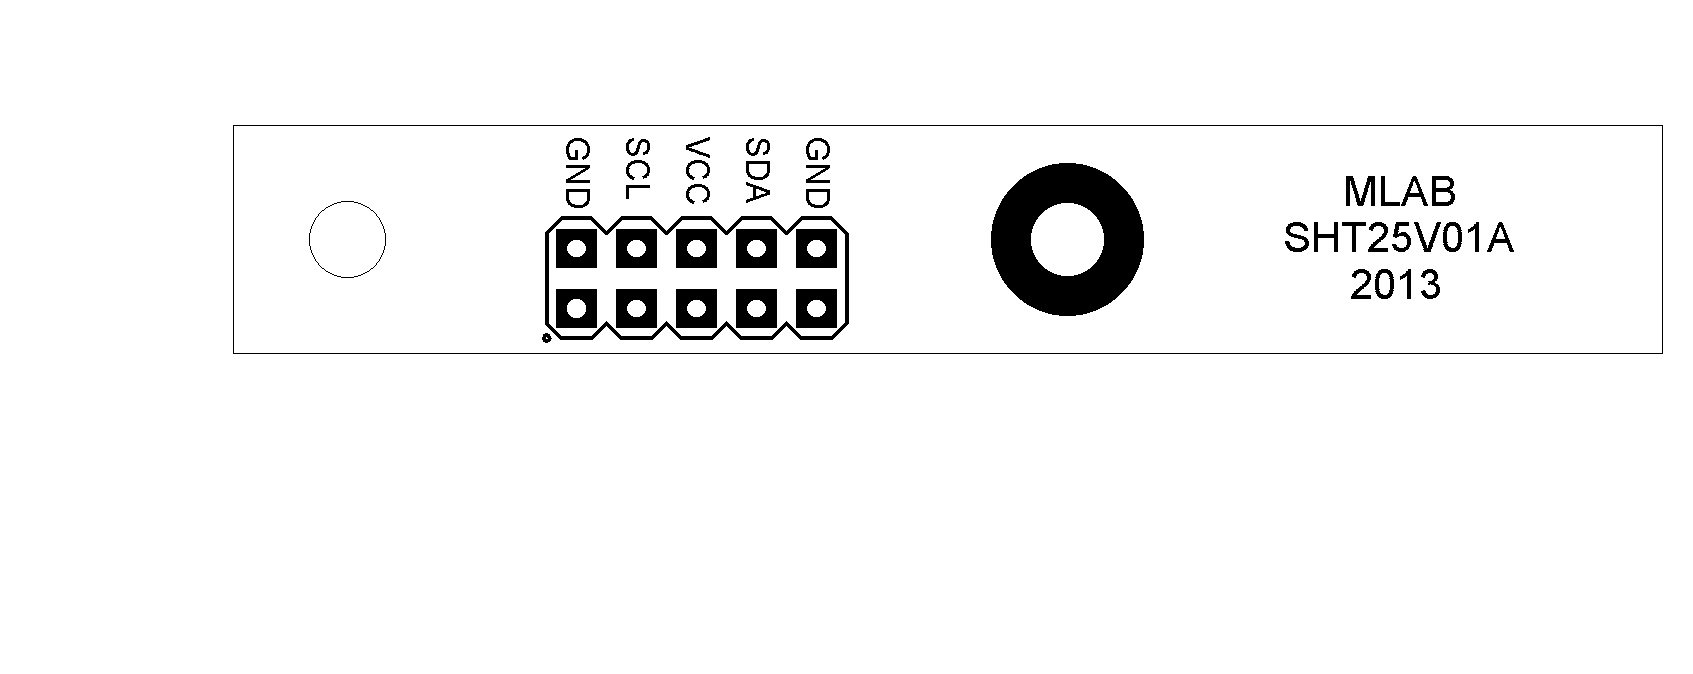 GND
SCL
VCC
SDA
GND
MLAB
SHT25V01A
2013